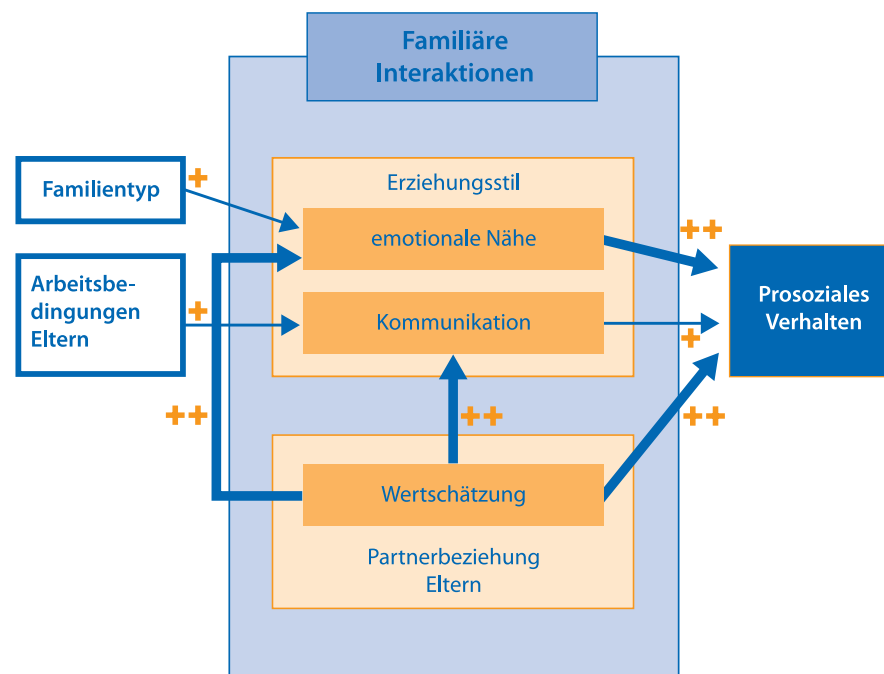 Familiäre
Interaktionen
Erziehungsstil
+
Familientyp
emotionale Nähe
++
Arbeitsbe-
dingungen
Eltern
+
Kommunikation
+
Prosoziales
Verhalten
++
++
++
Wertschätzung
Partnerbeziehung
Eltern